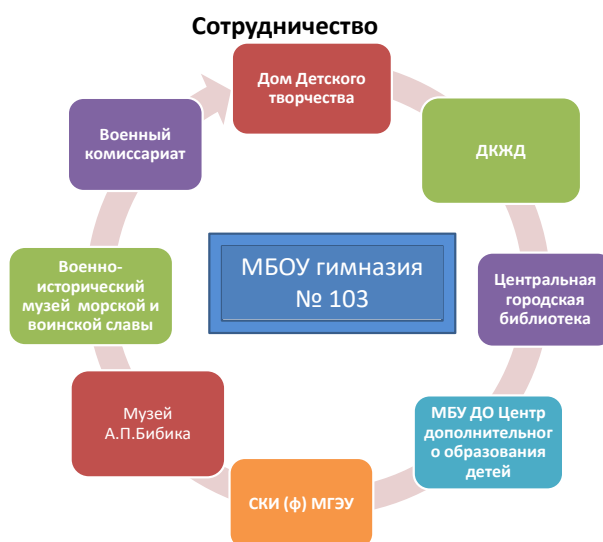 Сотрудничество
Дом Детского
творчества
ДКЖД
Центральная
городская
библиотека
МБУ ДО Центр
дополнительног
о образования
детей
СКИ (ф) МГЭУ
Музей
А.П.Бибика
Военно-
исторический
музей морской и
воинской славы
Военный
комиссариат
МБОУ гимназия
№ 103